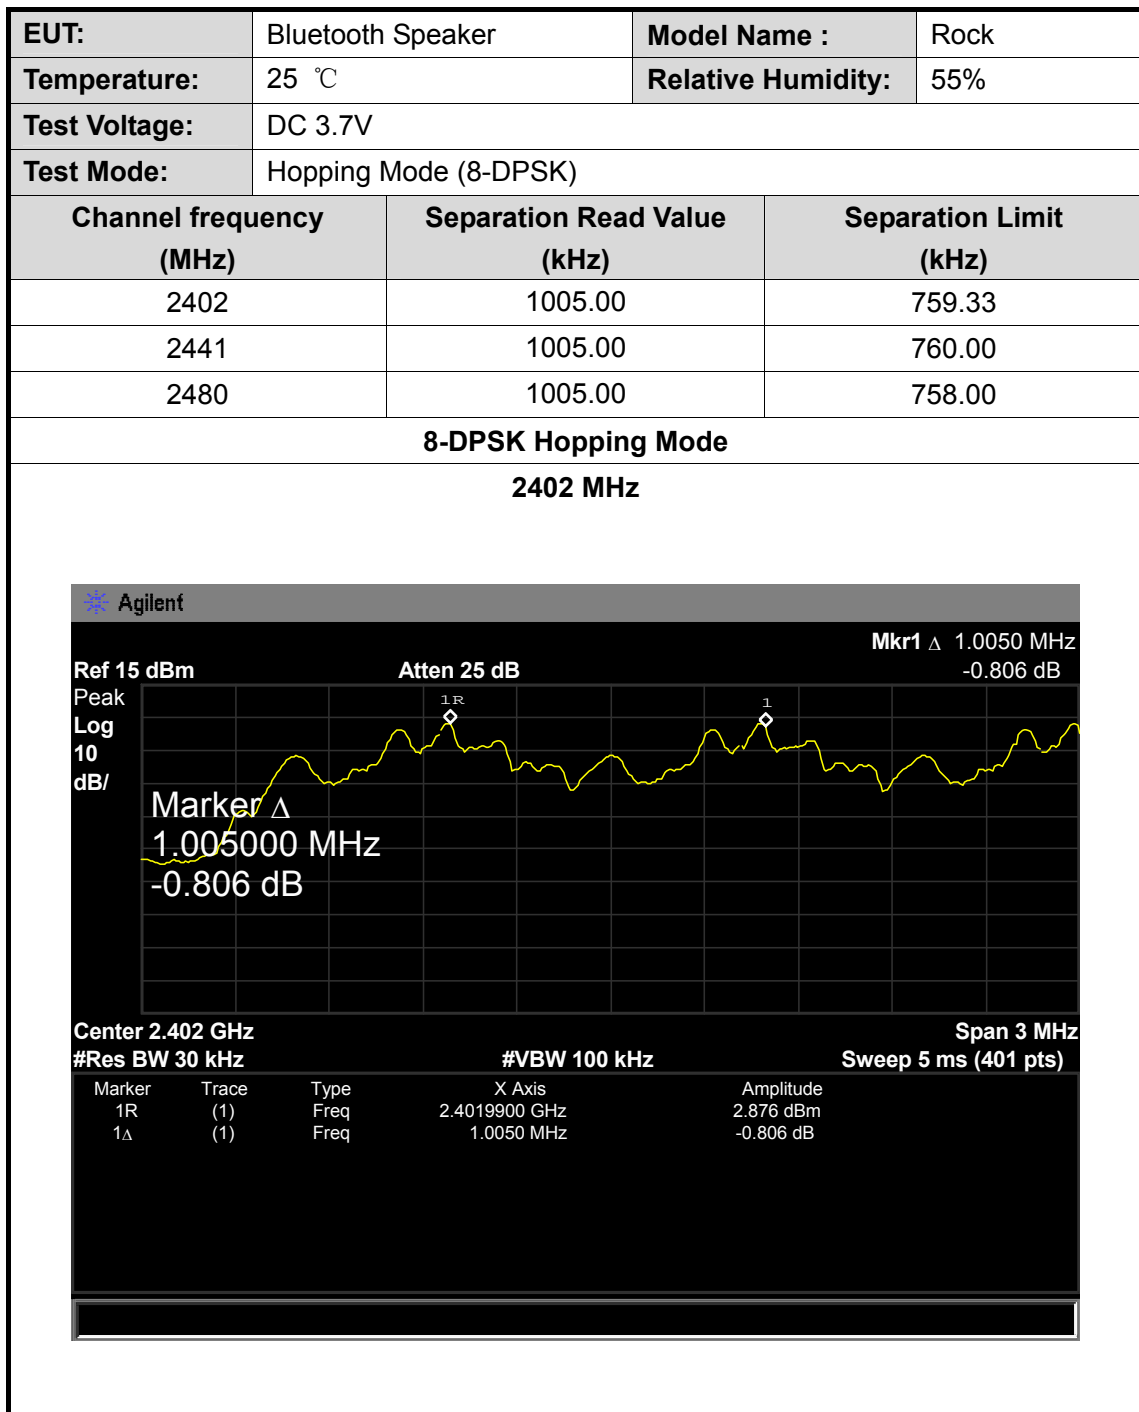 EUT: Bluetooth Speaker Model Name : Rock
Temperature: 25 ℃ Relative Humidity: 55%
Test Voltage: DC 3.7V
Test Mode: Hopping Mode (8-DPSK)
Channel frequency (MHz) Separation Read Value (kHz) Separation Limit (kHz)
2402 1005.00 759.33
2441 1005.00 760.00
2480 1005.00 758.00
8-DPSK Hopping Mode
2402 MHz
Agilent
Mkr1 Δ 1.0050 MHz
Ref 15 dBm Atten 25 dB -0.806 dB
Peak
Log
10
dB/
1R
1
Marker Δ
1.005000 MHz
-0.806 dB
Center 2.402 GHz Span 3 MHz
#Res BW 30 kHz #VBW 100 kHz Sweep 5 ms (401 pts)
Marker Trace Type X Axis Amplitude
1R (1) Freq 2.4019900 GHz 2.876 dBm
1Δ (1) Freq 1.0050 MHz -0.806 dB